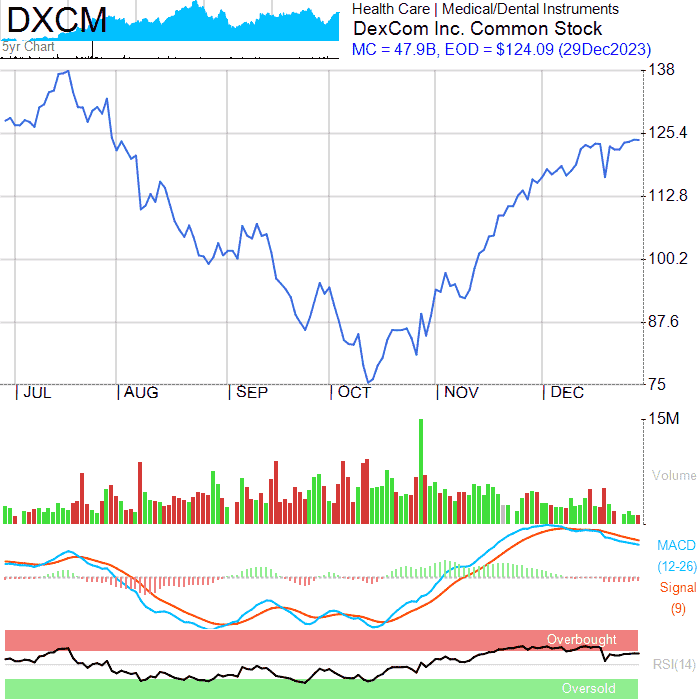 DXCM
5yr Chart
Health Care | Medical/Dental Instruments
DexCom Inc. Common Stock
MC = 47.9B, EOD = $124.09 (29Dec2023)
138
125.4
112.8
100.2
87.6
75
JUL AUG SEP OCT NOV DEC
15M
Volume
MACD
(12-26)
Signal
(9)
Overbought
RSI(14)
Oversold